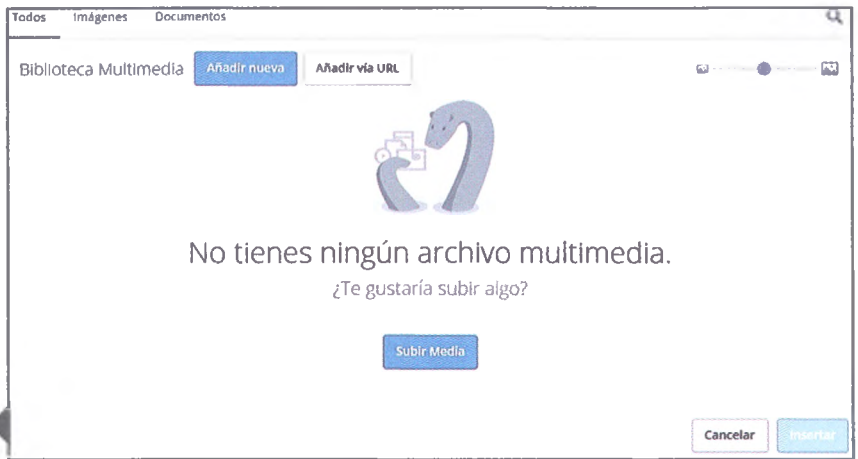 Todos Imágenes Documentos
Biblioteca Multimedia Añadir nueva Añadir vía URL
No tienes ningún archivo multimedia.
¿Te gustaría subir algo?
Subir Media
Cancelar Insertar